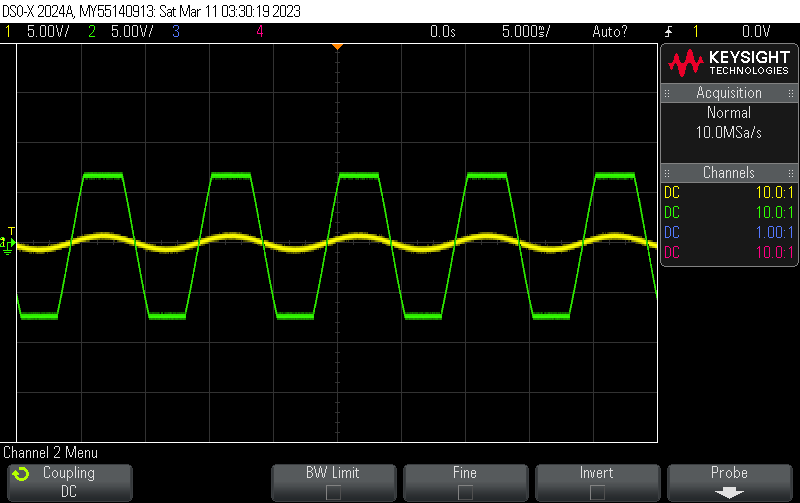 DSO-X 2024A, MY55140913: Sat Mar 11 03:30:19 2023
1 5.00V/ 2 5.00V/ 3 4 0.0s 5.000ms/ Auto? 1 0.0V
KEYSIGHT
TECHNOLOGIES
Acquisition
Normal
10.0MSa/s
Channels
DC 10.0:1
DC 10.0:1
DC 1.00:1
DC 10.0:1
T
Channel 2 Menu
Coupling
DC
BW Limit
Fine
Invert
Probe